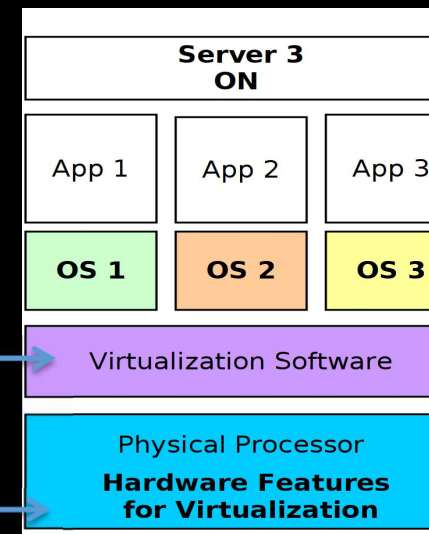 Server 3
ON
App 1 App 2 App 3
OS 1 OS 2 OS 3
Virtualization Software
Physical Processor
Hardware Features
for Virtualization